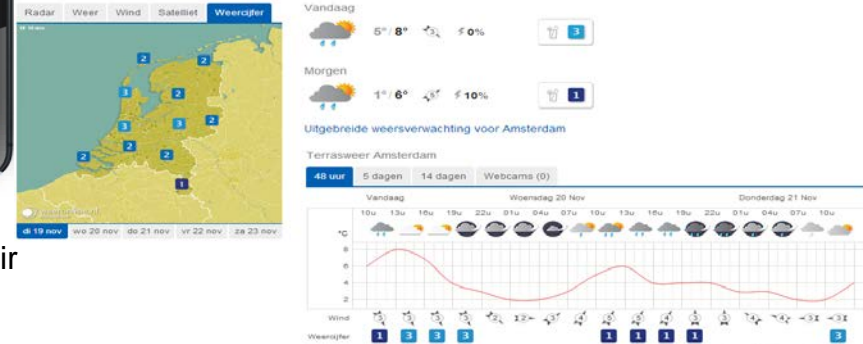 Radar Weer Wind Satelliet Weercijfer
2
2
3
2
3
3
2
2
2
2
1
di 19 nov wo 20 nov do 21 nov vr 22 nov za 23 nov
ir
Vandaag
5°/8° 3 0% 3
Morgen
1°/6° 5 10% 1
Uitgebreide weersverwachting voor Amsterdam
Terrasweer Amsterdam
48 uur 5 dagen 14 dagen Webcams (0)
Vandaag Woensdag 20 Nov Donderdag 21 Nov
10u 13u 16u 19u 22u 01u 04u 07u 10u 13u 16u 19u 22u 01u 04u 07u 10u
°C
8
6
4
2
Wind
Weercijfer 1 3 3 3 1 1 1 1 3